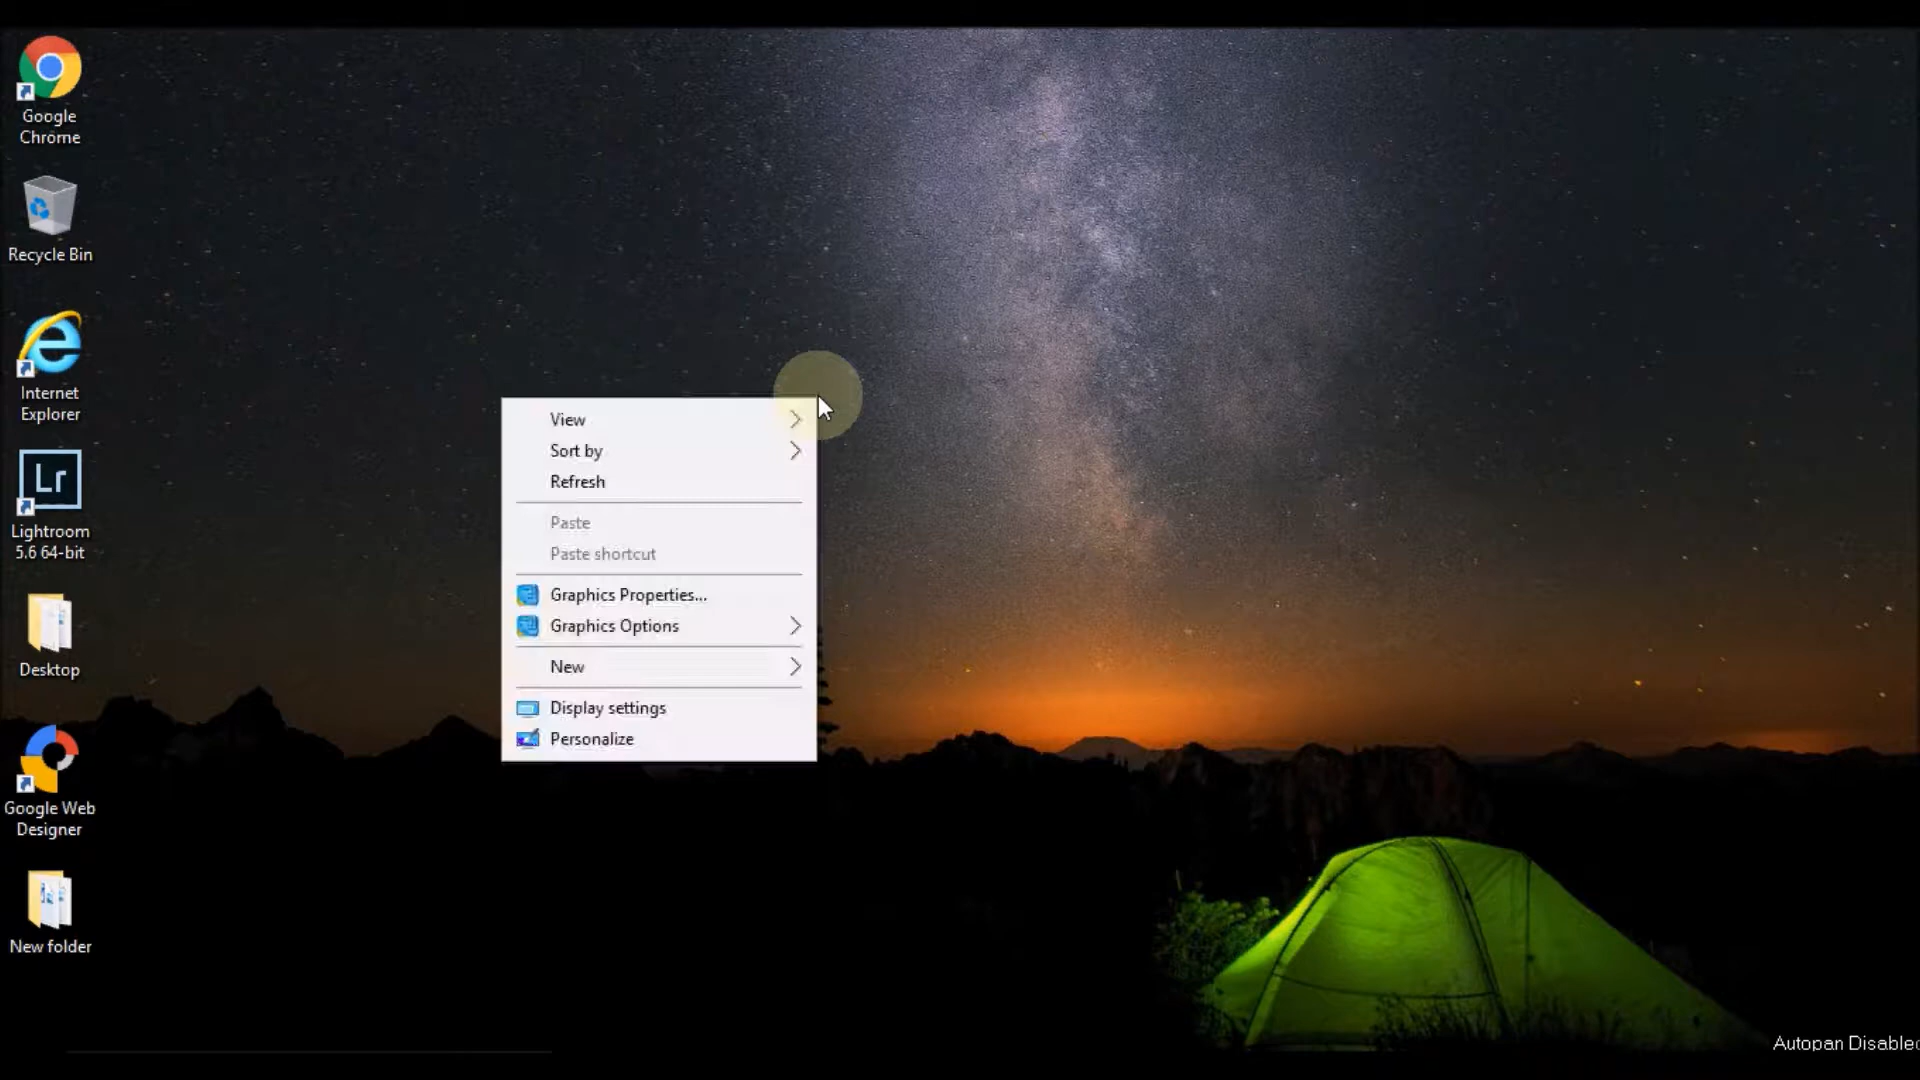 Google
Chrome
Recycle Bin
Internet
Explorer
Lr
Lightroom
5.6 64-bit
Desktop
Google Web
Designer
New folder
View
Sort by
Refresh
Paste
Paste shortcut
Graphics Properties...
Graphics Options
New
Display settings
Personalize
Autopan Disabled